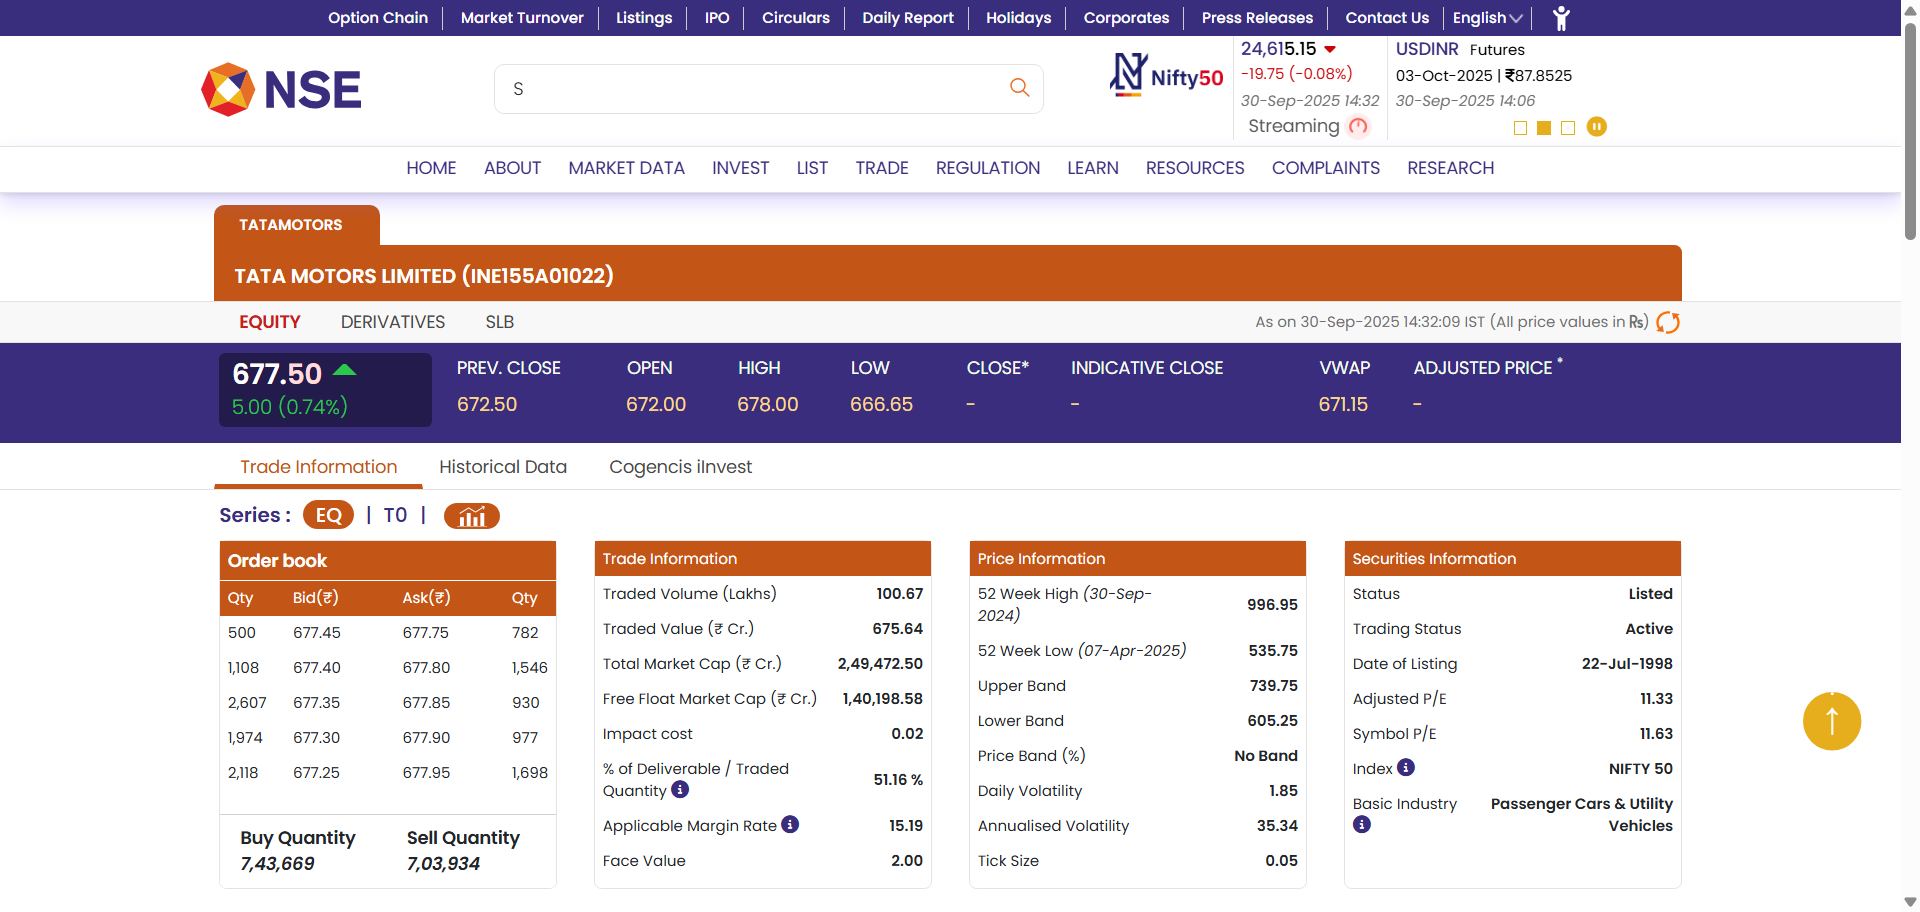 Option Chain Market Turnover Listings IPO Circulars Daily Report Holidays Corporates Press Releases Contact Us English
NSE
S
Nifty50
24,615.15
-19.75 (-0.08%)
30-Sep-2025 14:32
Streaming
USDINR Futures
03-Oct-2025 | ₹87.8525
30-Sep-2025 14:06
HOME ABOUT MARKET DATA INVEST LIST TRADE REGULATION LEARN RESOURCES COMPLAINTS RESEARCH
TATAMOTORS
TATA MOTORS LIMITED (INE155A01022)
EQUITY DERIVATIVES SLB
As on 30-Sep-2025 14:32:09 IST (All price values in ₨)
677.50
5.00 (0.74%)
PREV. CLOSE OPEN HIGH LOW CLOSE* INDICATIVE CLOSE VWAP ADJUSTED PRICE *
672.50 672.00 678.00 666.65 - - 671.15 -
Trade Information Historical Data Cogencis iInvest
Series : EQ | T0 |
Order book
Qty Bid(₹) Ask(₹) Qty
500 677.45 677.75 782
1,108 677.40 677.80 1,546
2,607 677.35 677.85 930
1,974 677.30 677.90 977
2,118 677.25 677.95 1,698
Buy Quantity Sell Quantity
7,43,669 7,03,934
Trade Information
Traded Volume (Lakhs) 100.67
Traded Value (₹ Cr.) 675.64
Total Market Cap (₹ Cr.) 2,49,472.50
Free Float Market Cap (₹ Cr.) 1,40,198.58
Impact cost 0.02
% of Deliverable / Traded
Quantity 51.16 %
Applicable Margin Rate 15.19
Face Value 2.00
Price Information
52 Week High (30-Sep-
2024) 996.95
52 Week Low (07-Apr-2025) 535.75
Upper Band 739.75
Lower Band 605.25
Price Band (%) No Band
Daily Volatility 1.85
Annualised Volatility 35.34
Tick Size 0.05
Securities Information
Status Listed
Trading Status Active
Date of Listing 22-Jul-1998
Adjusted P/E 11.33
Symbol P/E 11.63
Index NIFTY 50
Basic Industry Passenger Cars & Utility
Vehicles